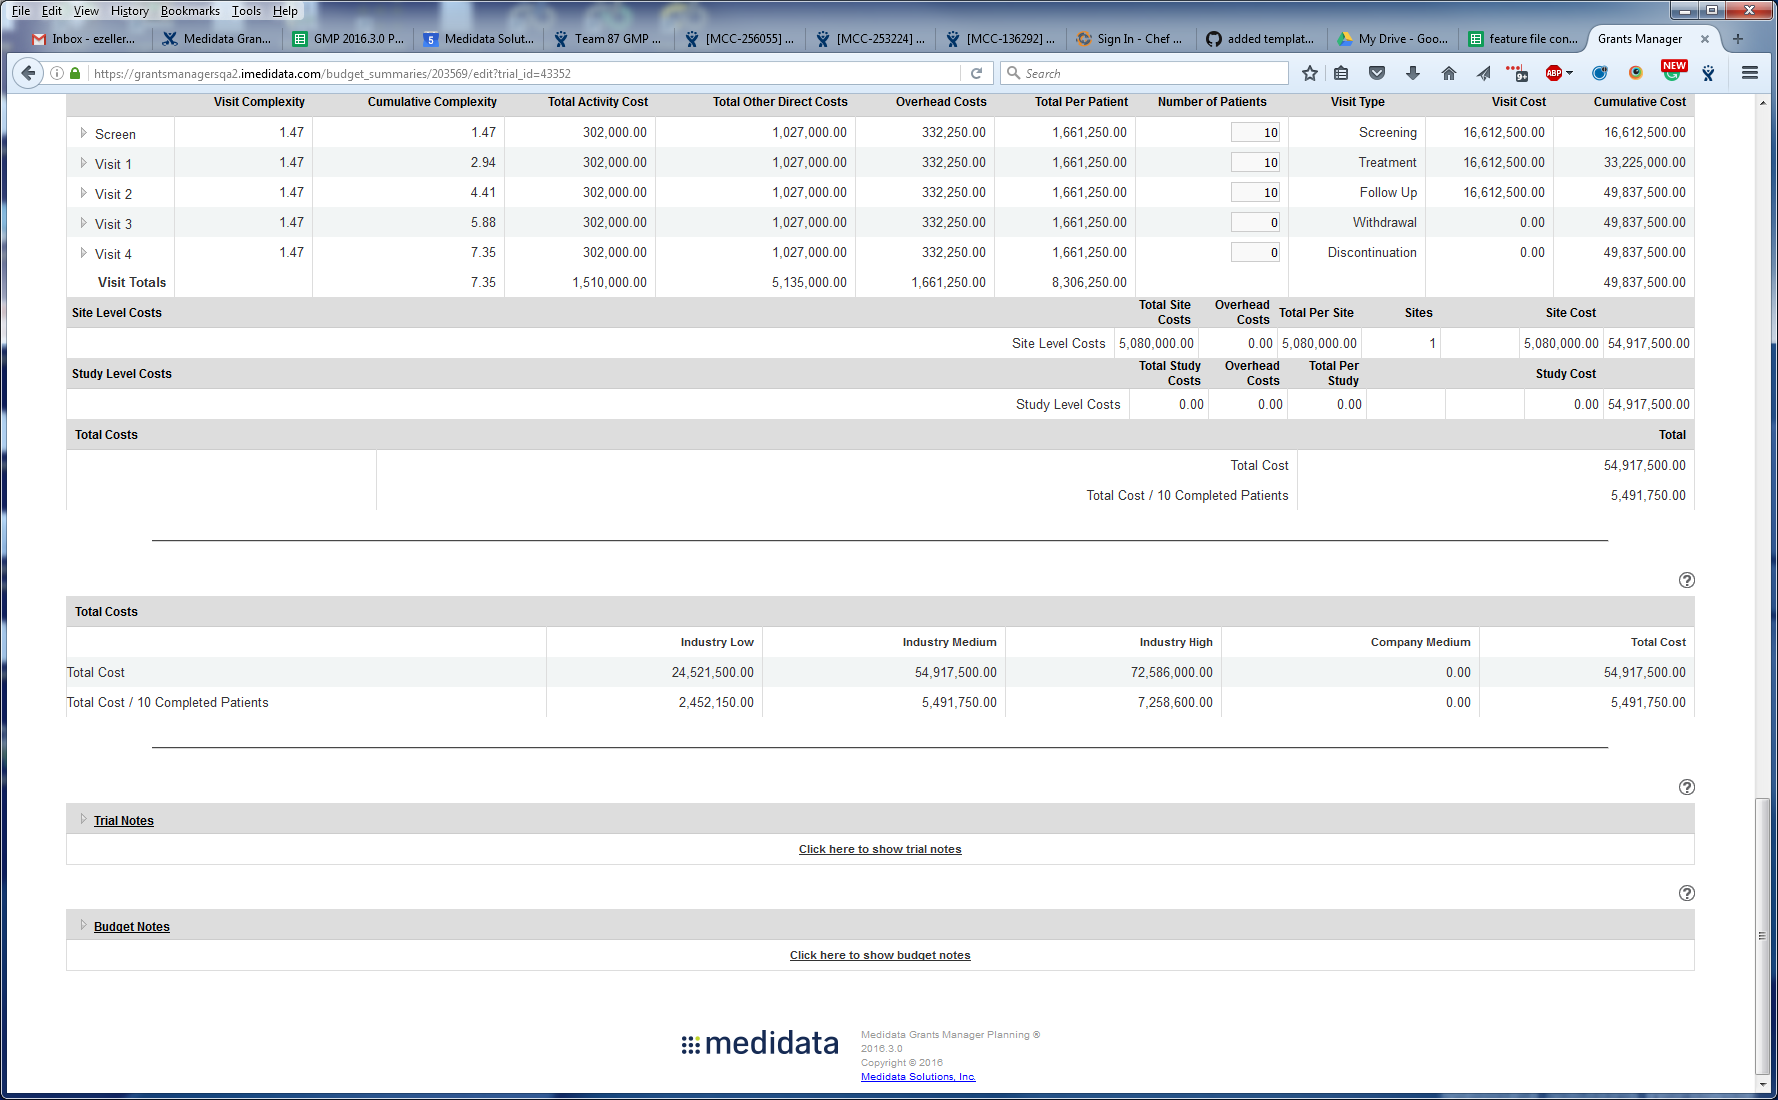 File Edit View History Bookmarks Tools Help
Inbox - ezeller... Medidata Gran... GMP 2016.3.0 P... Medidata Solut... Team 87 GMP ... [MCC-256055] ... [MCC-253224] ... [MCC-136292] ... Sign In - Chef ... added templat... My Drive - Goo... feature file con... Grants Manager
https://grantsmanagersqa2.imedidata.com/budget_summaries/203569/edit?trial_id=43352 Search ABP NEW
Visit Complexity Cumulative Complexity Total Activity Cost Total Other Direct Costs Overhead Costs Total Per Patient Number of Patients Visit Type Visit Cost Cumulative Cost
Screen 1.47 1.47 302,000.00 1,027,000.00 332,250.00 1,661,250.00 10 Screening 16,612,500.00 16,612,500.00
Visit 1 1.47 2.94 302,000.00 1,027,000.00 332,250.00 1,661,250.00 10 Treatment 16,612,500.00 33,225,000.00
Visit 2 1.47 4.41 302,000.00 1,027,000.00 332,250.00 1,661,250.00 10 Follow Up 16,612,500.00 49,837,500.00
Visit 3 1.47 5.88 302,000.00 1,027,000.00 332,250.00 1,661,250.00 0 Withdrawal 0.00 49,837,500.00
Visit 4 1.47 7.35 302,000.00 1,027,000.00 332,250.00 1,661,250.00 0 Discontinuation 0.00 49,837,500.00
Visit Totals 7.35 1,510,000.00 5,135,000.00 1,661,250.00 8,306,250.00 49,837,500.00
Site Level Costs Total Site Costs Overhead Costs Total Per Site Sites Site Cost
Site Level Costs 5,080,000.00 0.00 5,080,000.00 1 5,080,000.00 54,917,500.00
Study Level Costs Total Study Costs Overhead Costs Total Per Study Study Cost
Study Level Costs 0.00 0.00 0.00 0.00 54,917,500.00
Total Costs Total
Total Cost 54,917,500.00
Total Cost / 10 Completed Patients 5,491,750.00
?
Total Costs
Industry Low Industry Medium Industry High Company Medium Total Cost
Total Cost 24,521,500.00 54,917,500.00 72,586,000.00 0.00 54,917,500.00
Total Cost / 10 Completed Patients 2,452,150.00 5,491,750.00 7,258,600.00 0.00 5,491,750.00
?
Trial Notes
Click here to show trial notes
?
Budget Notes
Click here to show budget notes
medidata
Medidata Grants Manager Planning ®
2016.3.0
Copyright © 2016
Medidata Solutions, Inc.